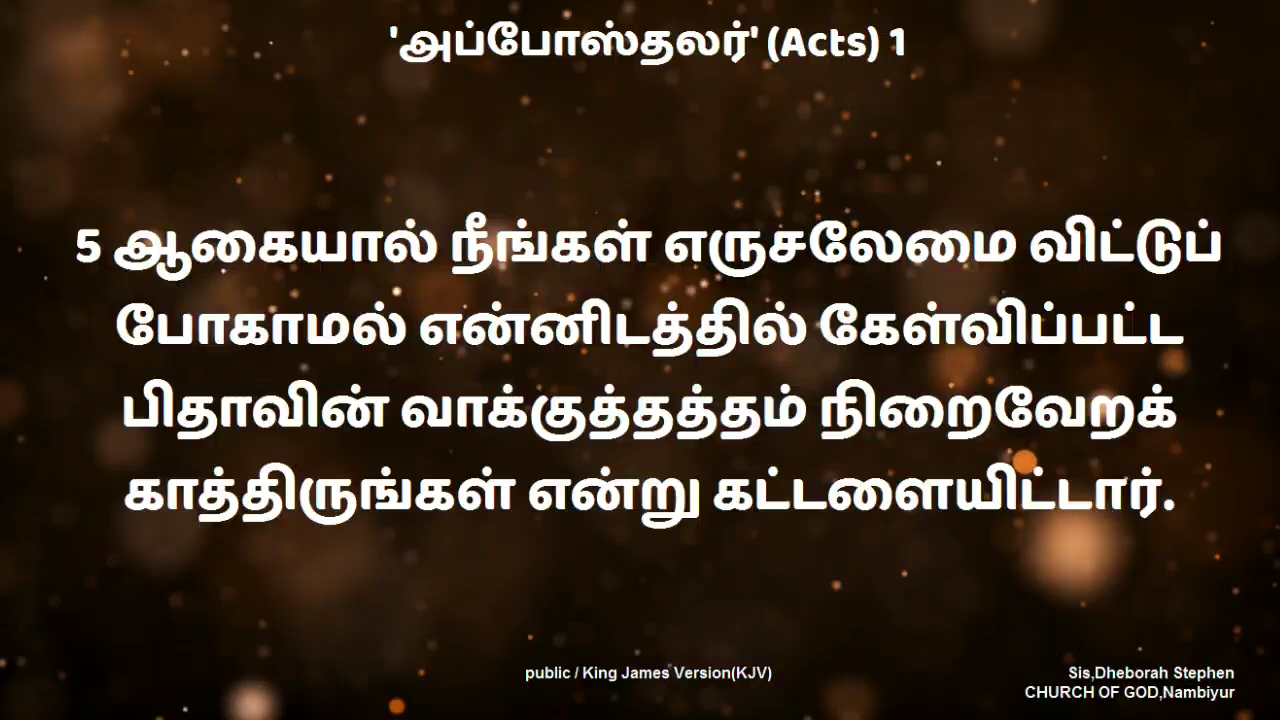 'அப்போஸ்தலர்' (Acts) 1
5 ஆகையால் நீங்கள் எருசலேமை விட்டுப்
போகாமல் என்னிடத்தில் கேள்விப்பட்ட
பிதாவின் வாக்குத்தத்தம் நிறைவேறக்
காத்திருங்கள் என்று கட்டளையிட்டார்.
public / King James Version(KJV)
Sis,Dheborah Stephen
CHURCH OF GOD,Nambiyur